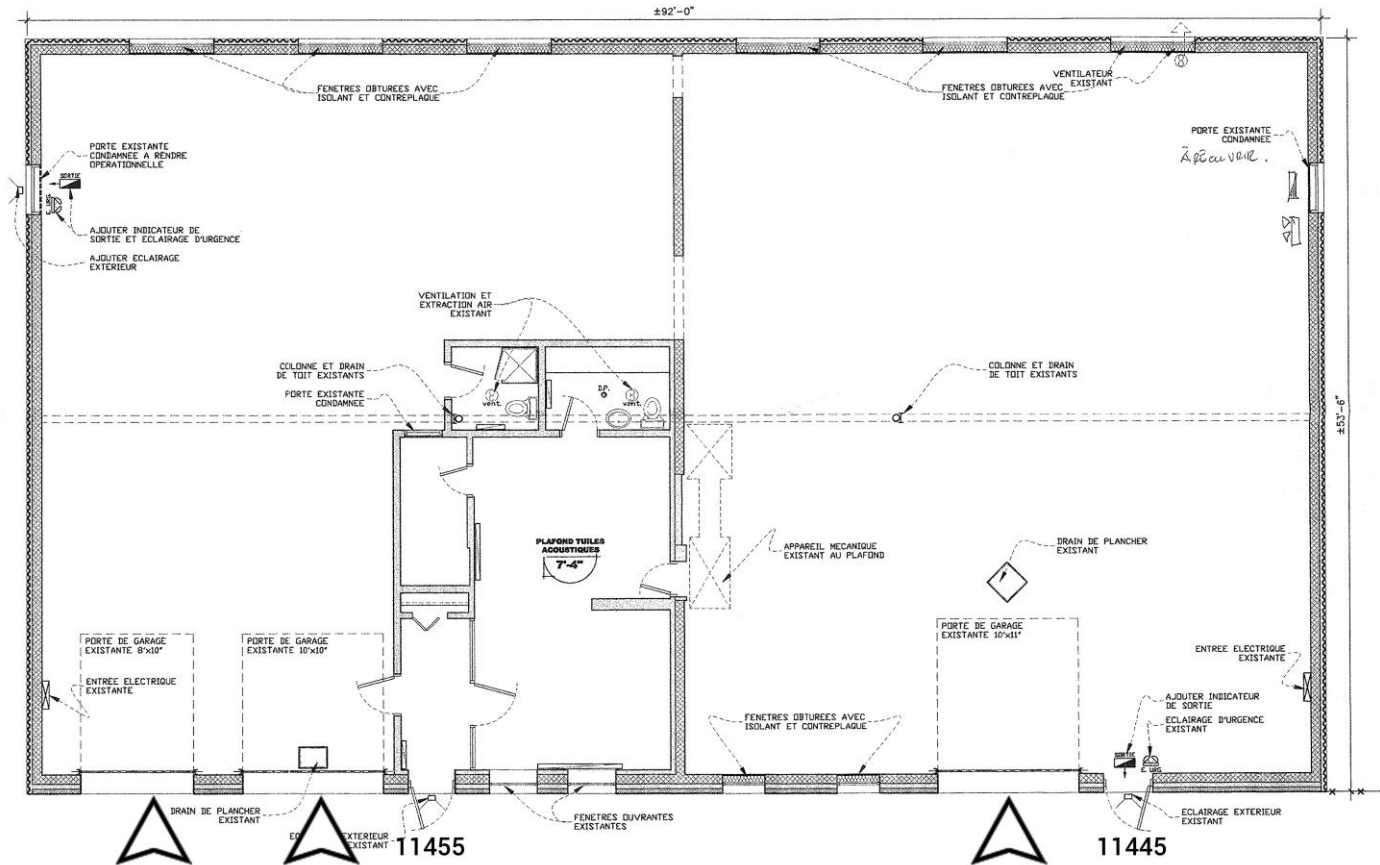 ±92'-0"
FENETRES OBTUREES AVEC
ISOLANT ET CONTREPLAQUE
FENETRES OBTUREES AVEC
ISOLANT ET CONTREPLAQUE
VENTILATEUR
EXISTANT
PORTE EXISTANTE
CONDAMNEE A RENDRE
OPERATIONNELLE
SORTIE
E. URG.
AJOUTER INDICATEUR DE
SORTIE ET ECLAIRAGE D'URGENCE
AJOUTER ECLAIRAGE
EXTERIEUR
PORTE EXISTANTE
CONDAMNEE
À RÉOUVRIR.
VENTILATION ET
EXTRACTION AIR
EXISTANT
COLONNE ET DRAIN
DE TOIT EXISTANTS
PORTE EXISTANTE
CONDAMNEE
vent.
D.P.
vent.
COLONNE ET DRAIN
DE TOIT EXISTANTS
±53'-6"
PLAFOND TUILES
ACOUSTIQUES
7'-4"
APPAREIL MECANIQUE
EXISTANT AU PLAFOND
DRAIN DE PLANCHER
EXISTANT
PORTE DE GARAGE
EXISTANTE 8'x10'
PORTE DE GARAGE
EXISTANTE 10'x10'
PORTE DE GARAGE
EXISTANTE 10'x11'
ENTREE ELECTRIQUE
EXISTANTE
ENTREE ELECTRIQUE
EXISTANTE
FENETRES OBTUREES AVEC
ISOLANT ET CONTREPLAQUE
AJOUTER INDICATEUR
DE SORTIE
ECLAIRAGE D'URGENCE
EXISTANT
SORTIE
E. URG.
DRAIN DE PLANCHER
EXISTANT
EXTERIEUR
EXISTANT
FENETRES OUVRANTES
EXISTANTES
ECLAIRAGE EXTERIEUR
EXISTANT
11455
11445